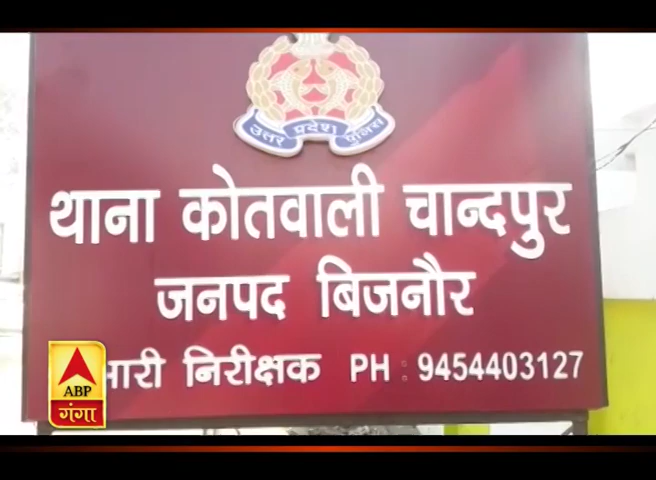 उत्तर प्रदेश पुलिस
थाना कोतवाली चान्दपुर
जनपद बिजनौर
भारी निरीक्षक PH : 9454403127
ABP
गंगा